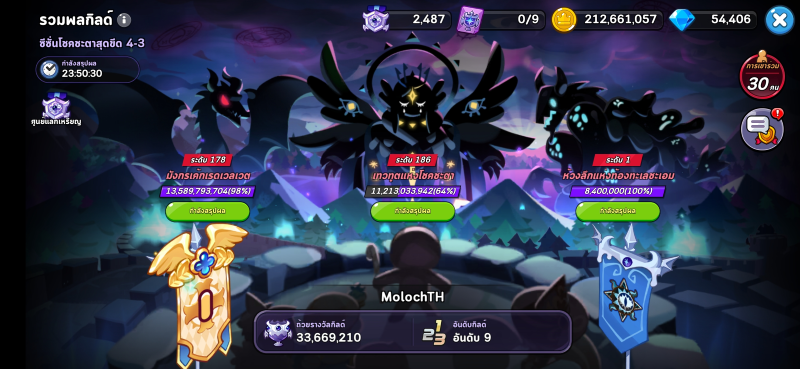 รวมพลกิลด์
2,487
0/9
212,661,057
54,406
ซีซั่นโชคชะตาสุดขีด 4-3
กำลังสรุปผล
23:50:30
ศูนย์แลกเหรียญ
การเข้าร่วม
30 คน
ระดับ 178
มังกรเค้กเรดเวลเวต
13,589,793,704(98%)
กำลังสรุปผล
ระดับ 186
เทวทูตแห่งโชคชะตา
11,213,033,942(64%)
กำลังสรุปผล
ระดับ 1
ห้วงลึกแห่งท้องทะเลชะเอม
8,400,000(100%)
กำลังสรุปผล
MolochTH
ถ้วยรางวัลกิลด์
33,669,210
อันดับกิลด์
อันดับ 9